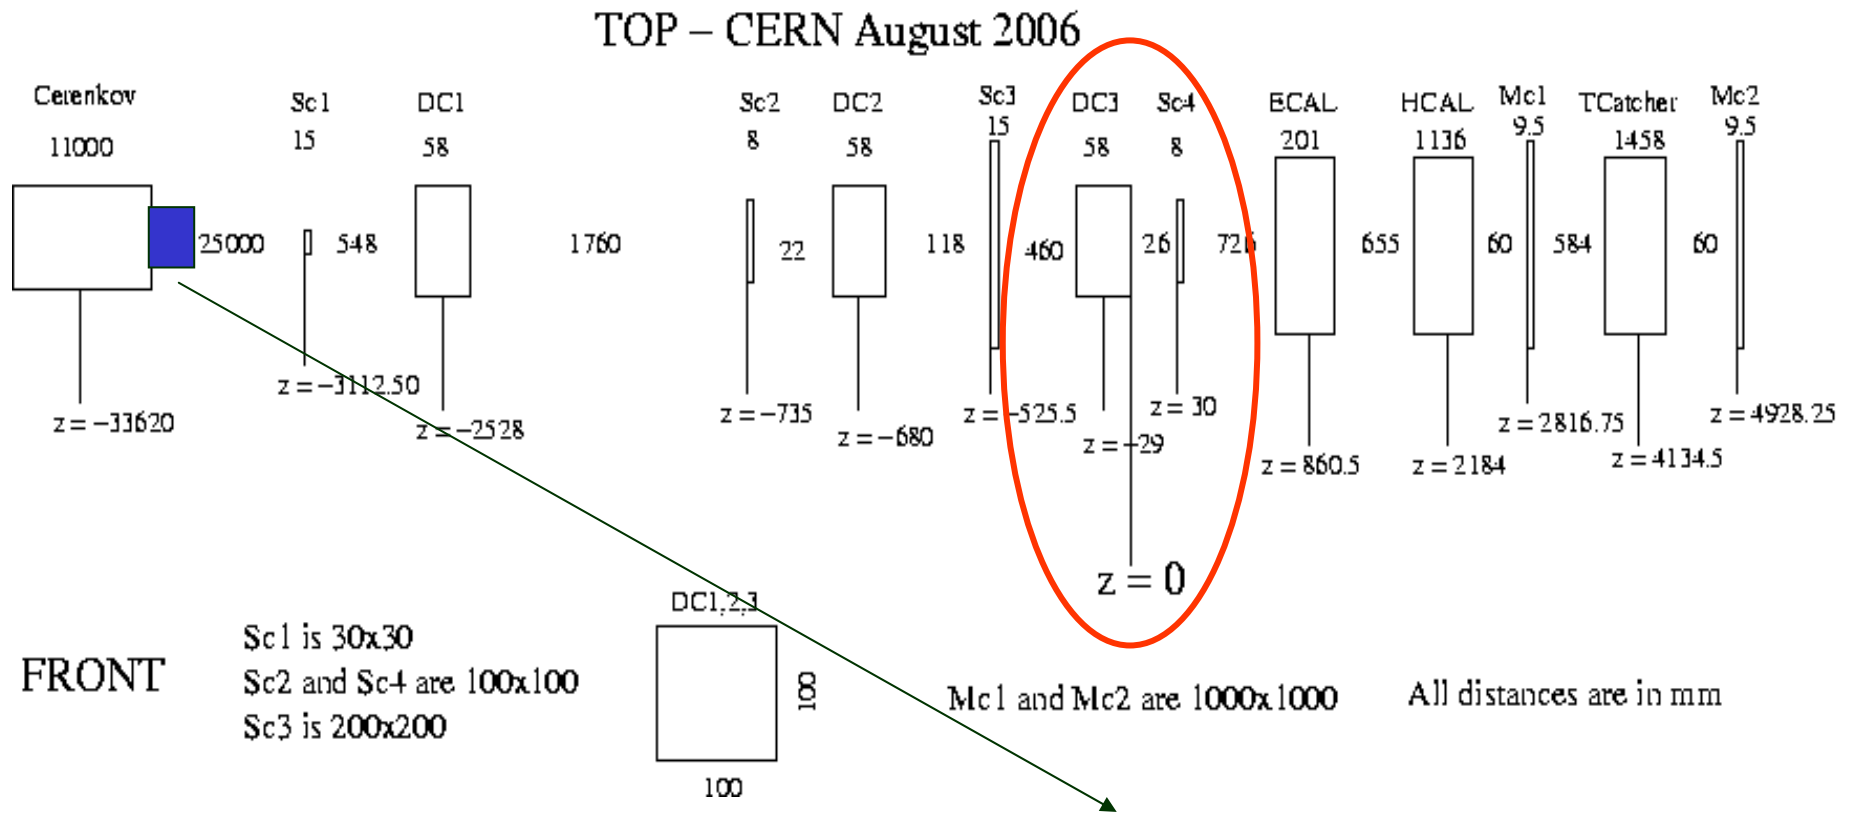 TOP – CERN August 2006
Cerenkov
11000
Sc1
15
DC1
58
Sc2
8
DC2
58
Sc3
15
DC3
58
Sc4
8
ECAL
201
HCAL
1136
Mc1
9.5
TCatcher
1458
Mc2
9.5
25000
548
1760
22
118
460
26
726
655
60
584
60
z = –33620
z = –3112.50
z = –2528
z = –735
z = –680
z = –525.5
z = –29
z = 30
z = 860.5
z = 2184
z = 2816.75
z = 4134.5
z = 4928.25
z = 0
FRONT
Sc1 is 30x30
Sc2 and Sc4 are 100x100
Sc3 is 200x200
DC1,2,3
100
100
Mc1 and Mc2 are 1000x1000
All distances are in mm